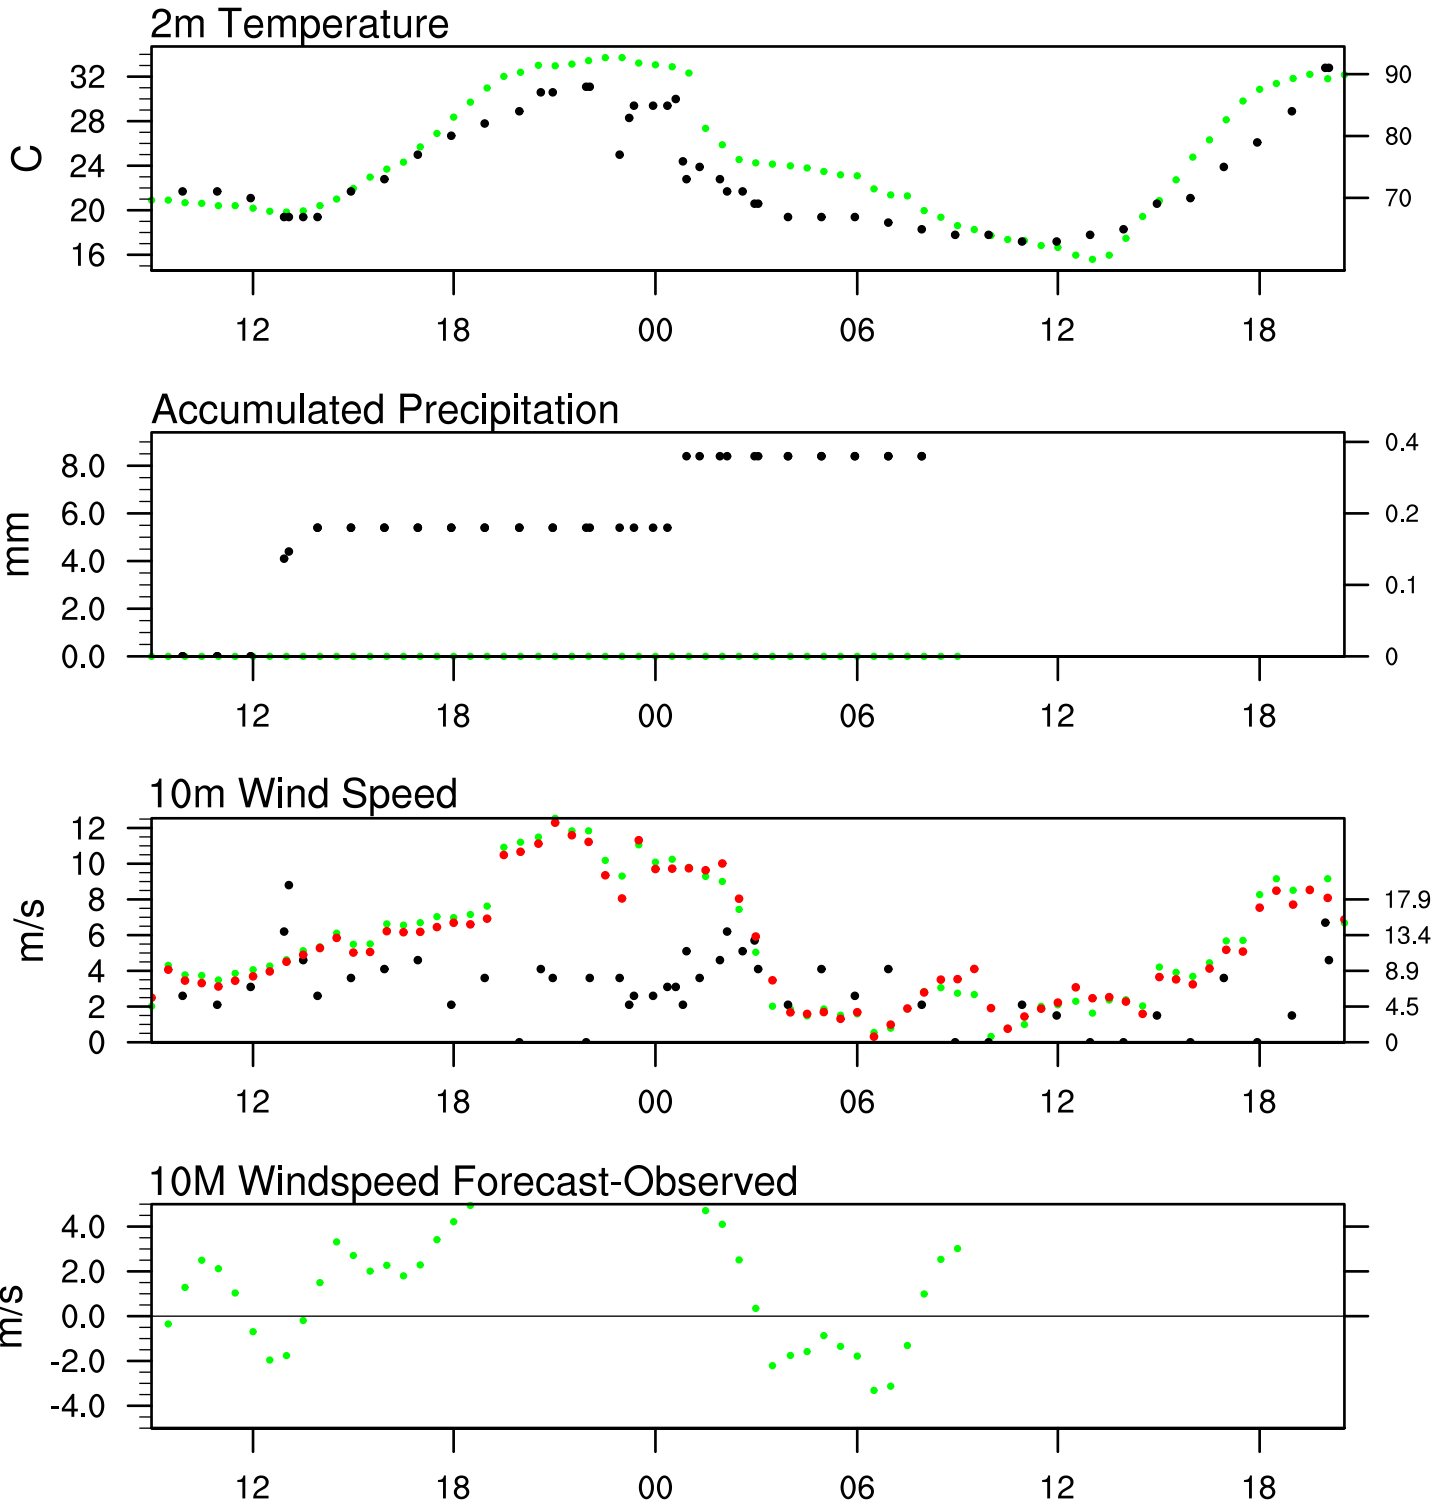 2m Temperature
C
32
28
24
20
16
90
80
70
12 18 00 06 12 18
Accumulated Precipitation
mm
8.0
6.0
4.0
2.0
0.0
0.4
0.2
0.1
0
12 18 00 06 12 18
10m Wind Speed
m/s
12
10
8
6
4
2
0
17.9
13.4
8.9
4.5
0
12 18 00 06 12 18
10M Windspeed Forecast-Observed
m/s
4.0
2.0
0.0
-2.0
-4.0
12 18 00 06 12 18